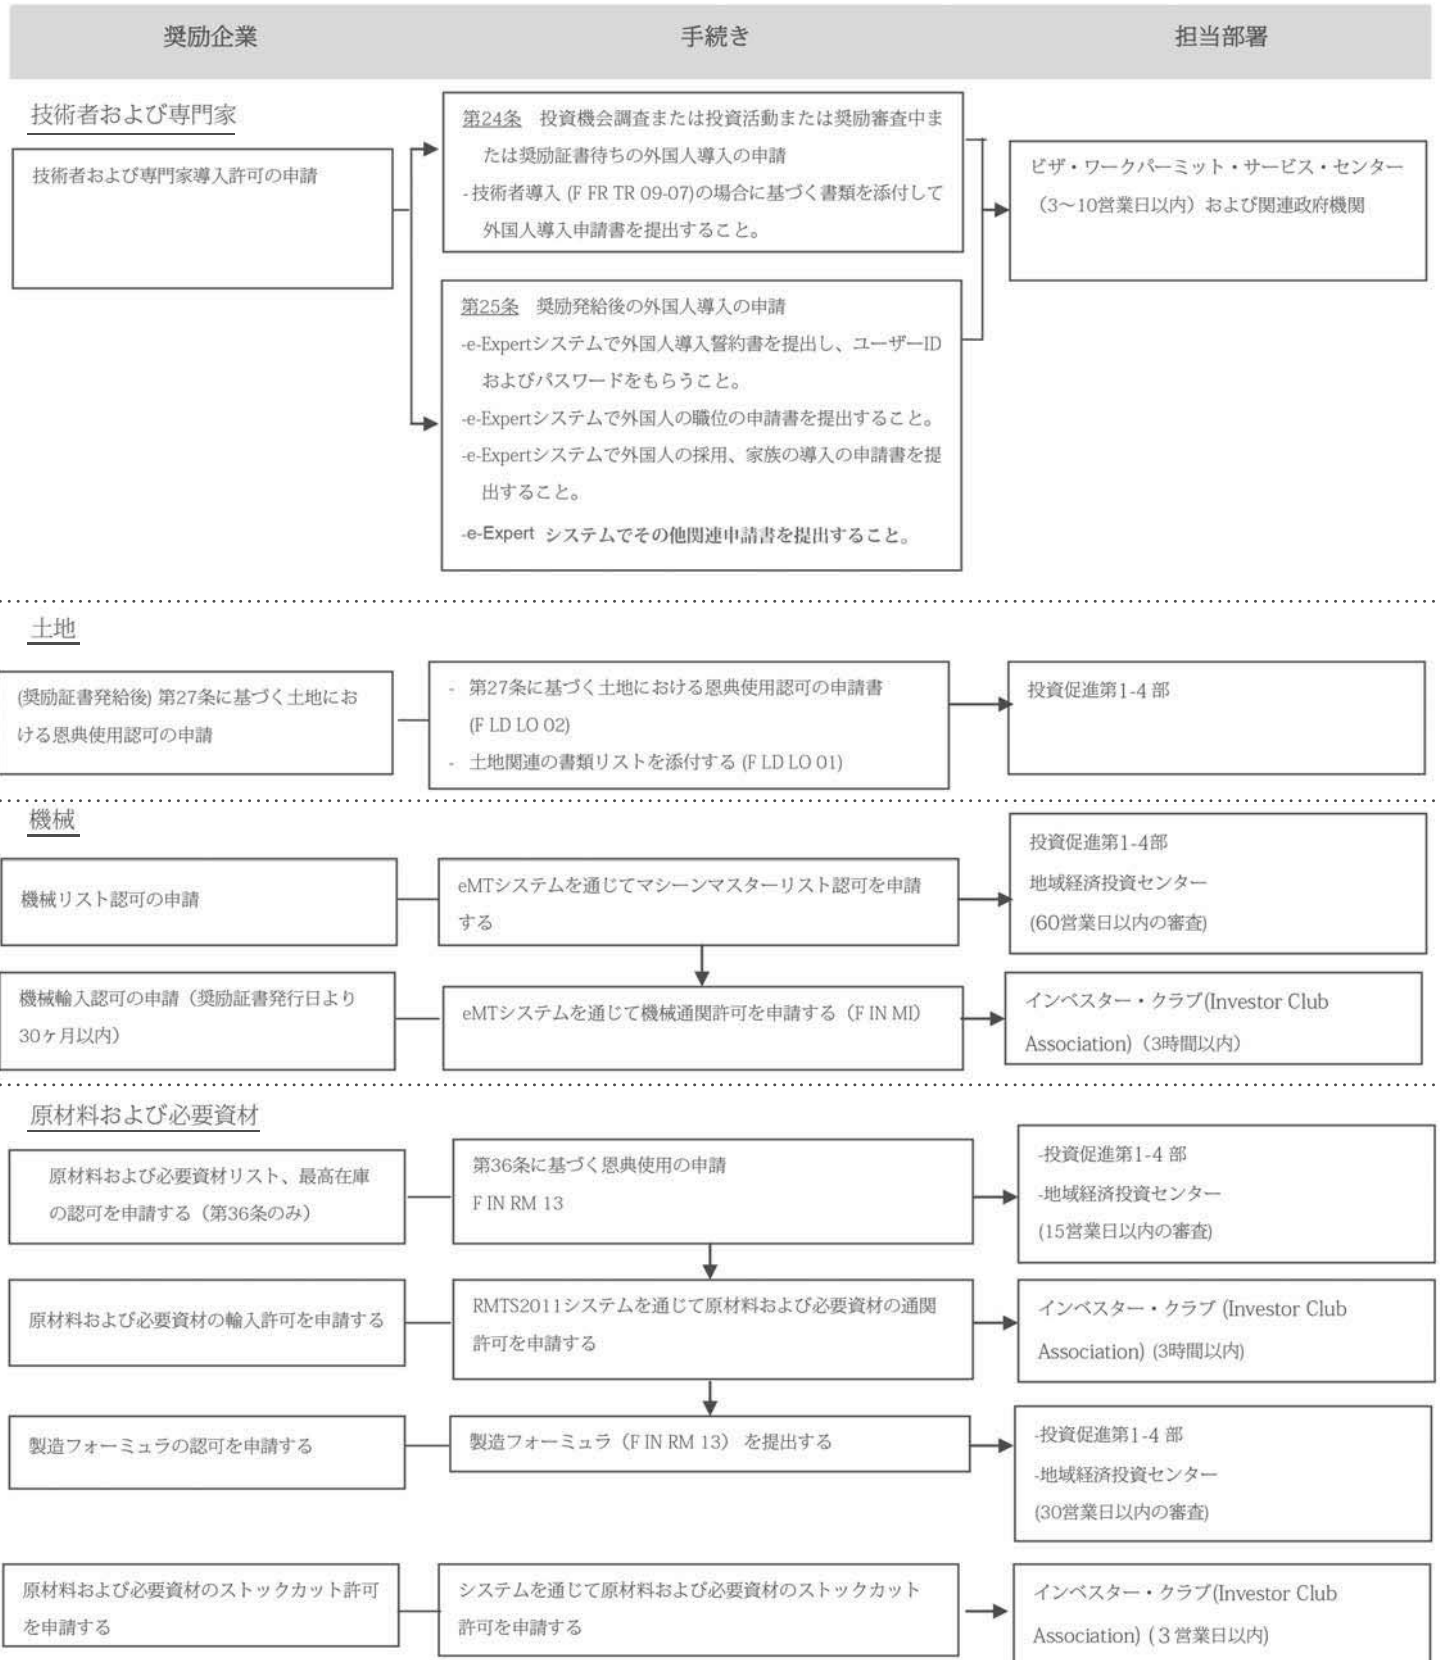 奨励企業
手続き
担当部署
技術者および専門家
技術者および専門家導入許可の申請
第24条 投資機会調査または投資活動または奨励審査中ま
たは奨励証書待ちの外国人導入の申請
-技術者導入 (F FR TR 09-07)の場合に基づく書類を添付して
外国人導入申請書を提出すること。
ビザ・ワークパーミット・サービス・センター
（3〜10営業日以内）および関連政府機関
第25条 奨励発給後の外国人導入の申請
-e-Expertシステムで外国人導入誓約書を提出し、ユーザーID
およびパスワードをもらうこと。
-e-Expertシステムで外国人の職位の申請書を提出すること。
-e-Expertシステムで外国人の採用、家族の導入の申請書を提
出すること。
-e-Expert システムでその他関連申請書を提出すること。
土地
(奨励証書発給後) 第27条に基づく土地にお
ける恩典使用認可の申請
- 第27条に基づく土地における恩典使用認可の申請書
(F LD LO 02)
- 土地関連の書類リストを添付する (F LD LO 01)
投資促進第1-4 部
機械
機械リスト認可の申請
eMTシステムを通じてマシーンマスターリスト認可を申請
する
投資促進第1-4部
地域経済投資センター
(60営業日以内の審査)
機械輸入認可の申請（奨励証書発行日より
30ヶ月以内）
eMTシステムを通じて機械通関許可を申請する（F IN MI）
インベスター・クラブ(Investor Club
Association)（3時間以内）
原材料および必要資材
原材料および必要資材リスト、最高在庫
の認可を申請する（第36条のみ）
第36条に基づく恩典使用の申請
F IN RM 13
-投資促進第1-4 部
-地域経済投資センター
(15営業日以内の審査)
原材料および必要資材の輸入許可を申請する
RMTS2011システムを通じて原材料および必要資材の通関
許可を申請する
インベスター・クラブ (Investor Club
Association) (3時間以内)
製造フォーミュラの認可を申請する
製造フォーミュラ（F IN RM 13） を提出する
-投資促進第1-4 部
-地域経済投資センター
(30営業日以内の審査)
原材料および必要資材のストックカット許可
を申請する
システムを通じて原材料および必要資材のストックカット
許可を申請する
インベスター・クラブ(Investor Club
Association) (３営業日以内)